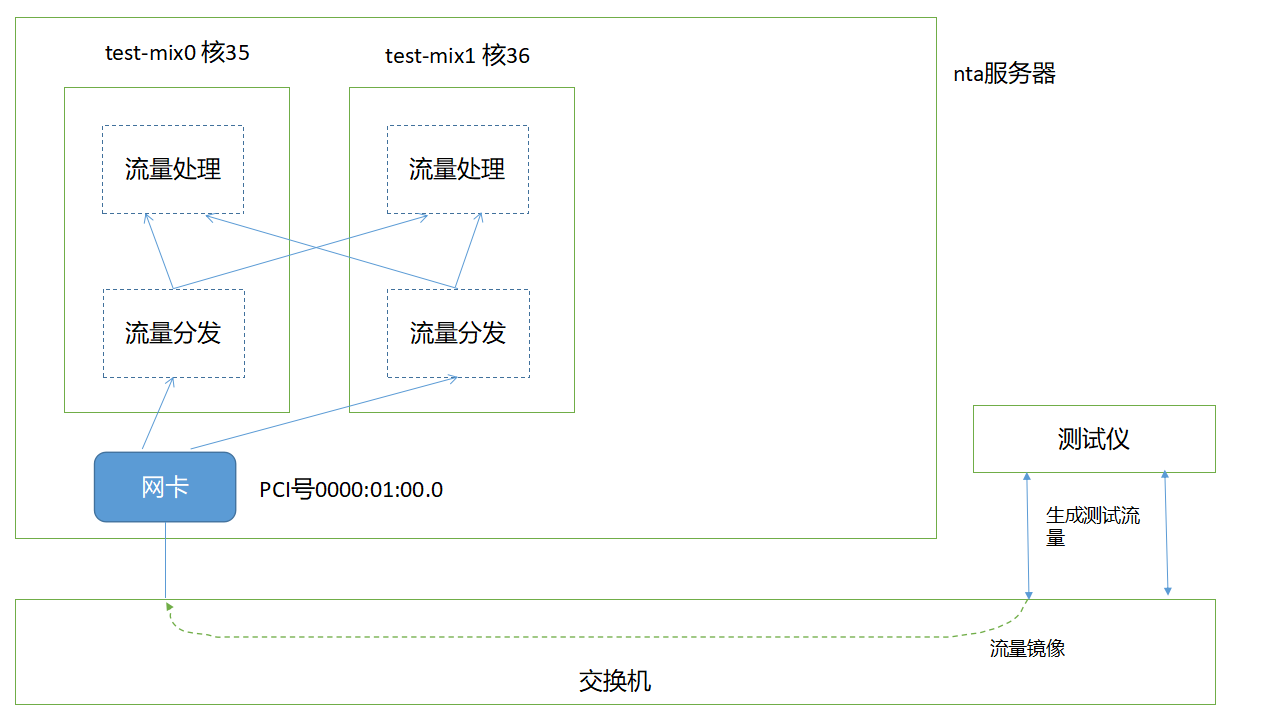 test-mix0 核35
test-mix1 核36
nta服务器
流量处理
流量处理
流量分发
流量分发
测试仪
网卡
PCI号0000:01:00.0
生成测试流
量
流量镜像
交换机